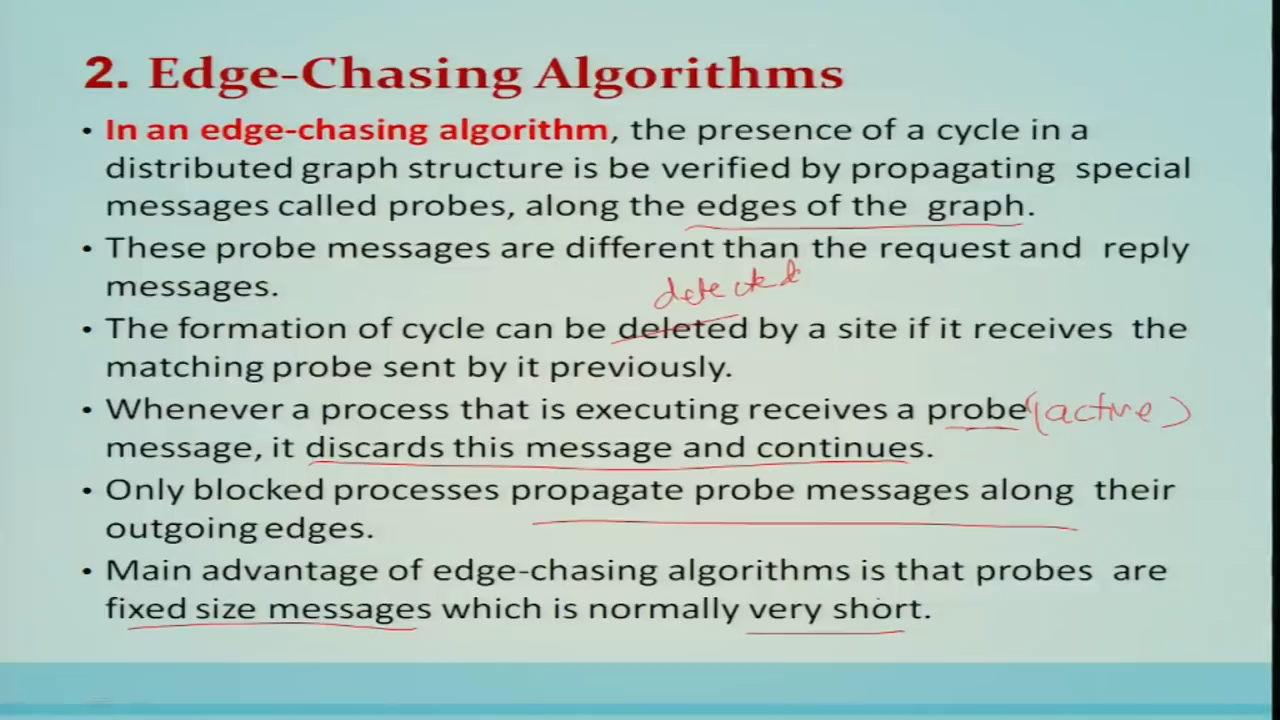 2. Edge-Chasing Algorithms
• In an edge-chasing algorithm, the presence of a cycle in a
distributed graph structure is be verified by propagating special
messages called probes, along the edges of the graph.
• These probe messages are different than the request and reply
messages.
detected
• The formation of cycle can be deleted by a site if it receives the
matching probe sent by it previously.
• Whenever a process that is executing receives a probe (active)
message, it discards this message and continues.
• Only blocked processes propagate probe messages along their
outgoing edges.
• Main advantage of edge-chasing algorithms is that probes are
fixed size messages which is normally very short.